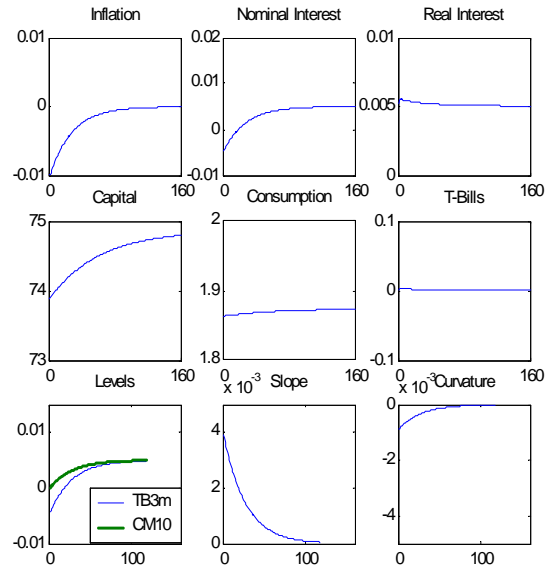 Inflation Nominal Interest Real Interest
0.01 0.02 0.01
0.01
0 0.005
0
-0.01 -0.01 0
0 160 0 160 0 160
Capital Consumption T-Bills
75 2 0.1
74 1.9 0
73 1.8 -0.1
0 160 0 160 0 160
Levels x 10⁻³ Slope x 10⁻³ Curvature
0.01 4 0
0 2 -2
-0.01 0 -4
TB3m
CM10
0 100 0 100 0 100